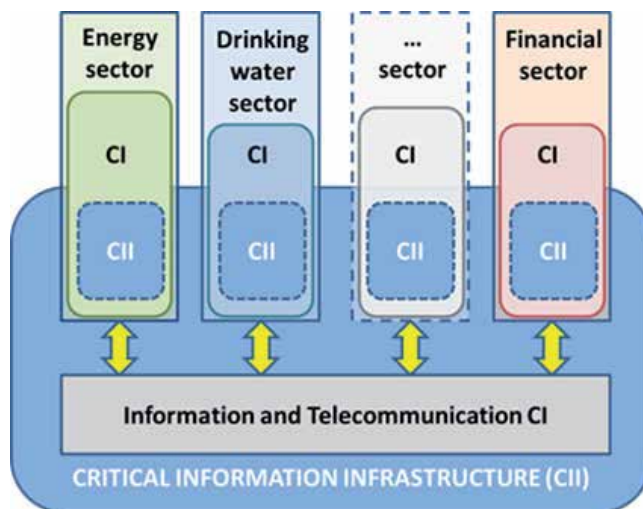 Energy
sector
Drinking
water
sector
...
sector
Financial
sector
CI
CI
CI
CI
CII
CII
CII
CII
Information and Telecommunication CI
CRITICAL INFORMATION INFRASTRUCTURE (CII)